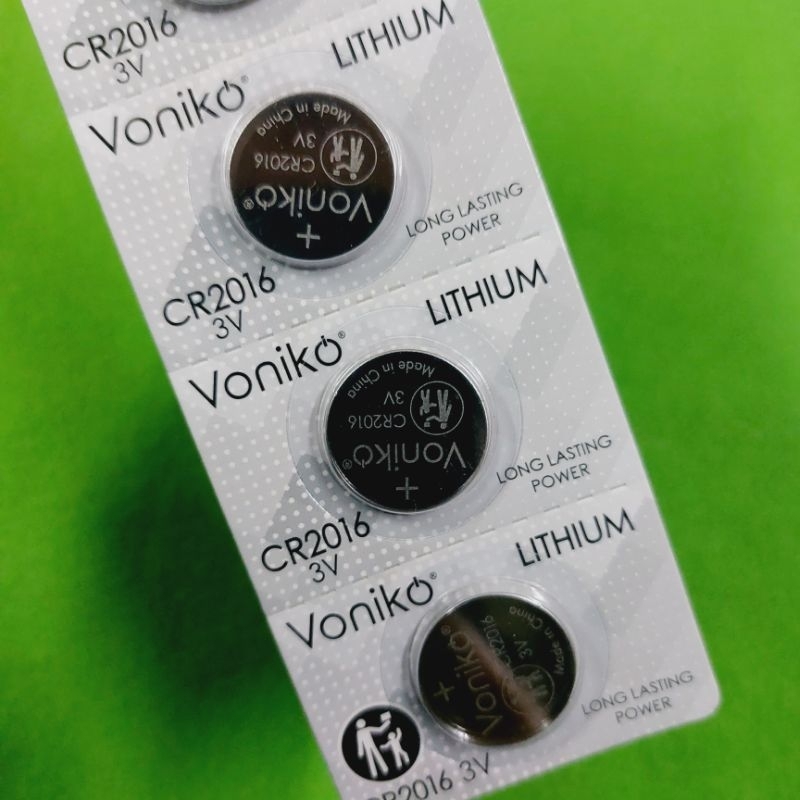 CR2016
3V
LITHIUM
Voniko®
Made in China
3V
CR2016
Voniko®
+
LONG LASTING
POWER
CR2016
3V
LITHIUM
Voniko®
Made in China
3V
CR2016
Voniko®
+
LONG LASTING
POWER
CR2016
3V
LITHIUM
Voniko®
Made in China
3V
CR2016
Voniko
+
LONG LASTING
POWER
CR2016 3V